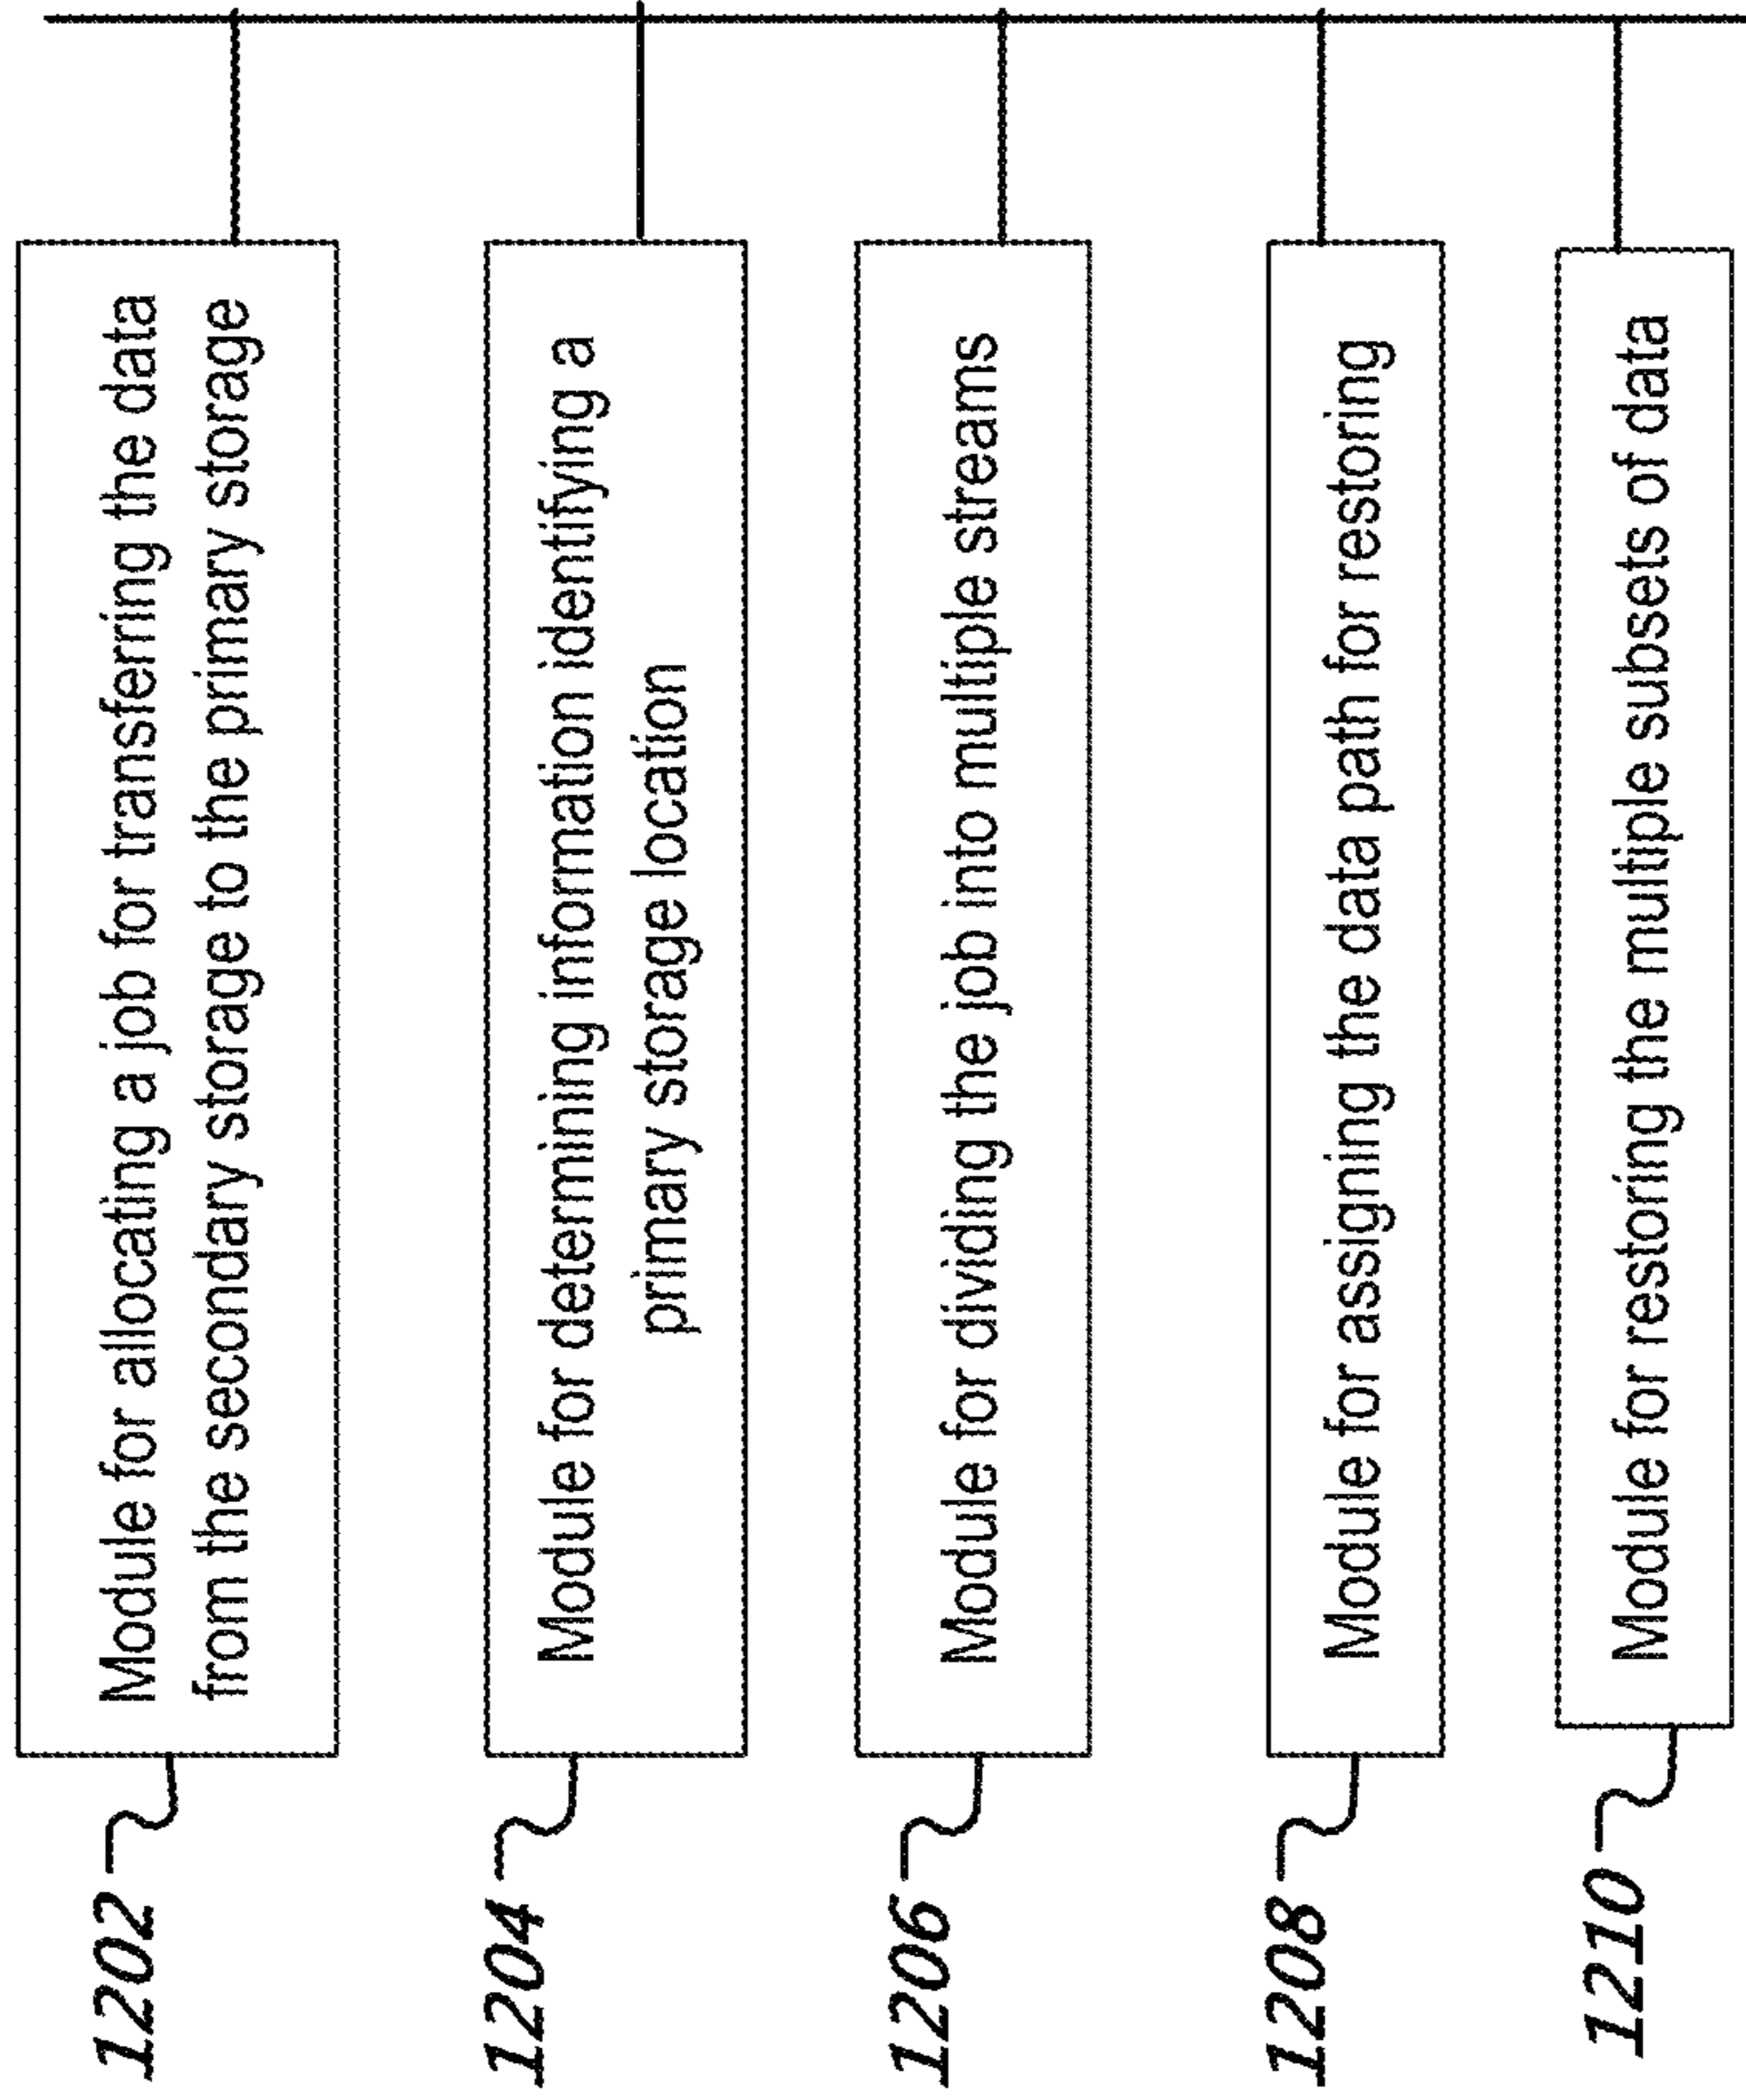 1202
Module for allocating a job for transferring the data
from the secondary storage to the primary storage
1204
Module for determining information identifying a
primary storage location
1206
Module for dividing the job into multiple streams
1208
Module for assigning the data path for restoring
1210
Module for restoring the multiple subsets of data